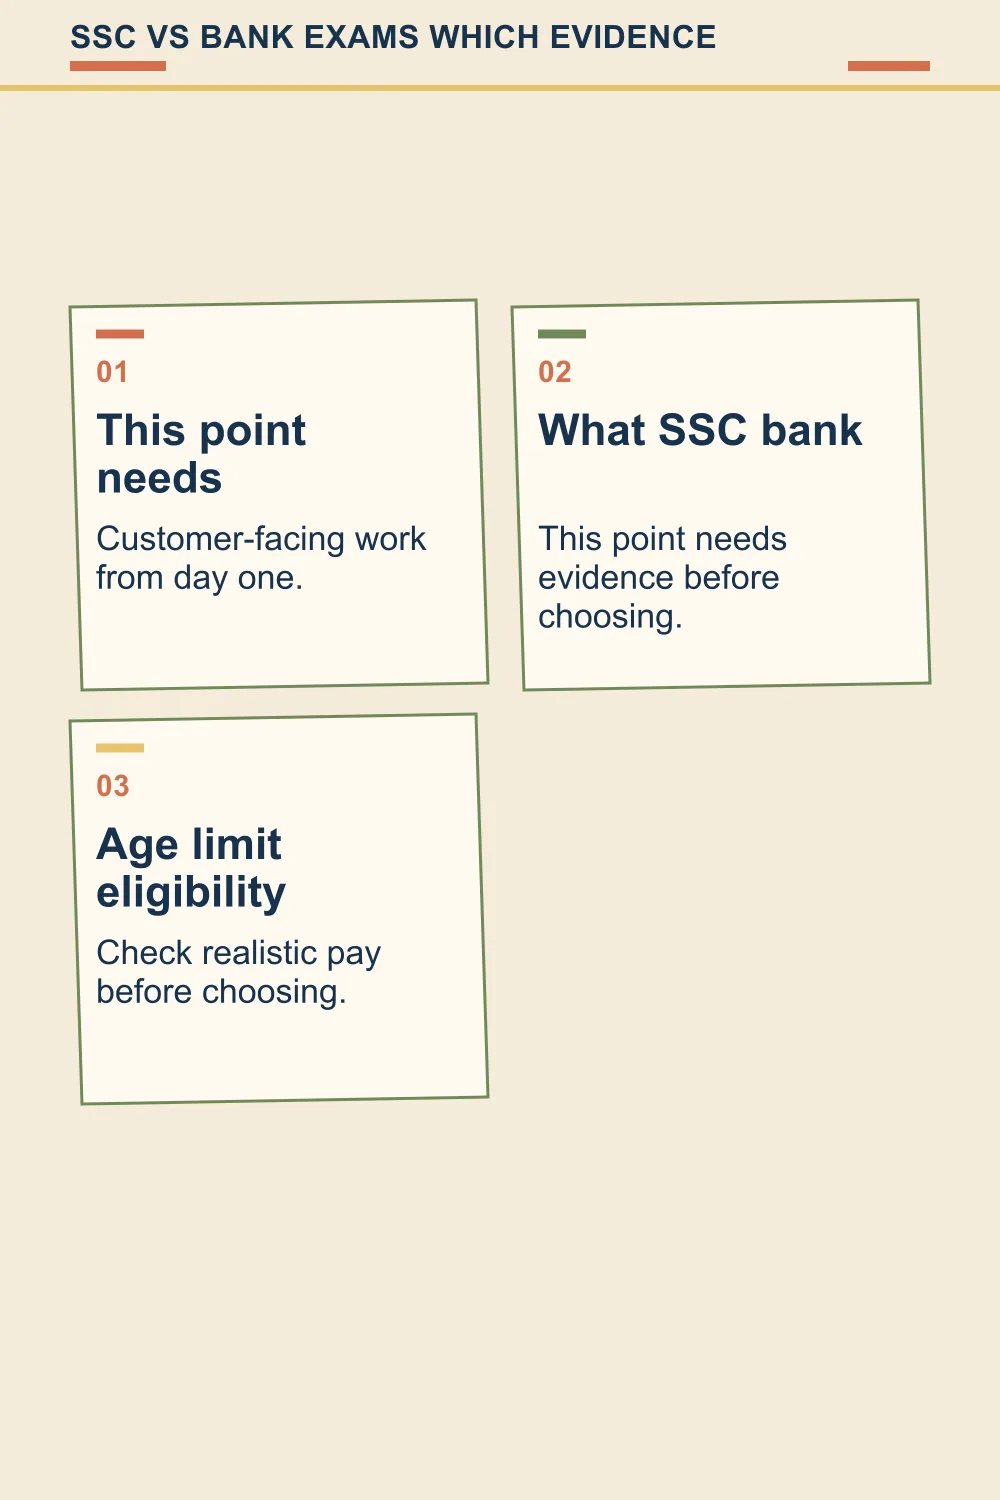 SSC VS BANK EXAMS WHICH EVIDENCE
01
This point
needs
Customer-facing work
from day one.
02
What SSC bank
This point needs
evidence before
choosing.
03
Age limit
eligibility
Check realistic pay
before choosing.